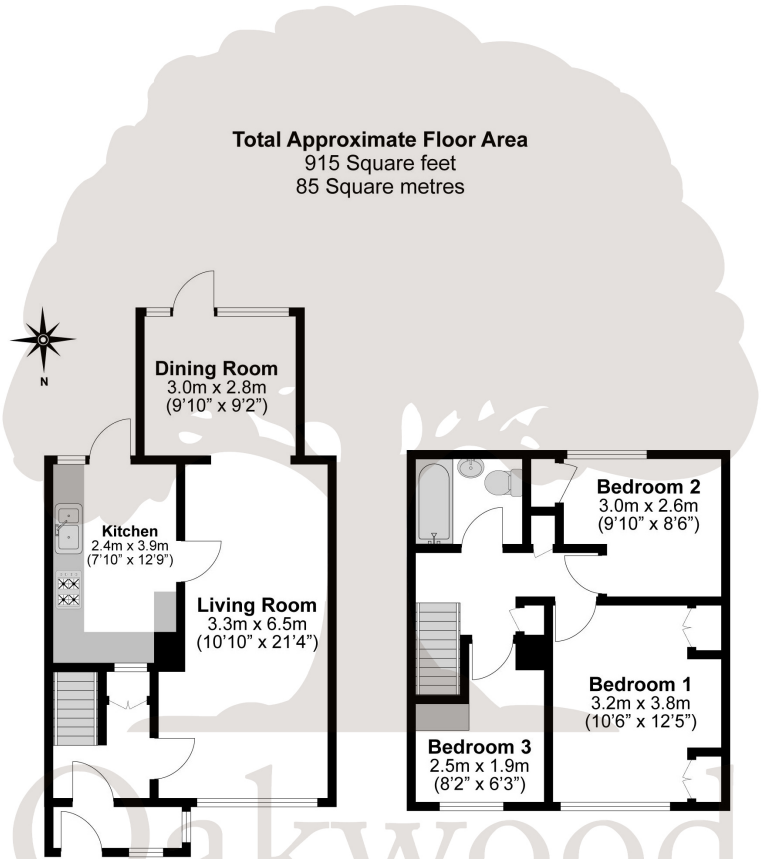 Total Approximate Floor Area
915 Square feet
85 Square metres
N
Dining Room
3.0m x 2.8m
(9'10" x 9'2")
Kitchen
2.4m x 3.9m
(7'10" x 12'9")
Living Room
3.3m x 6.5m
(10'10" x 21'4")
Bedroom 2
3.0m x 2.6m
(9'10" x 8'6")
Bedroom 1
3.2m x 3.8m
(10'6" x 12'5")
Bedroom 3
2.5m x 1.9m
(8'2" x 6'3")
Oakwood